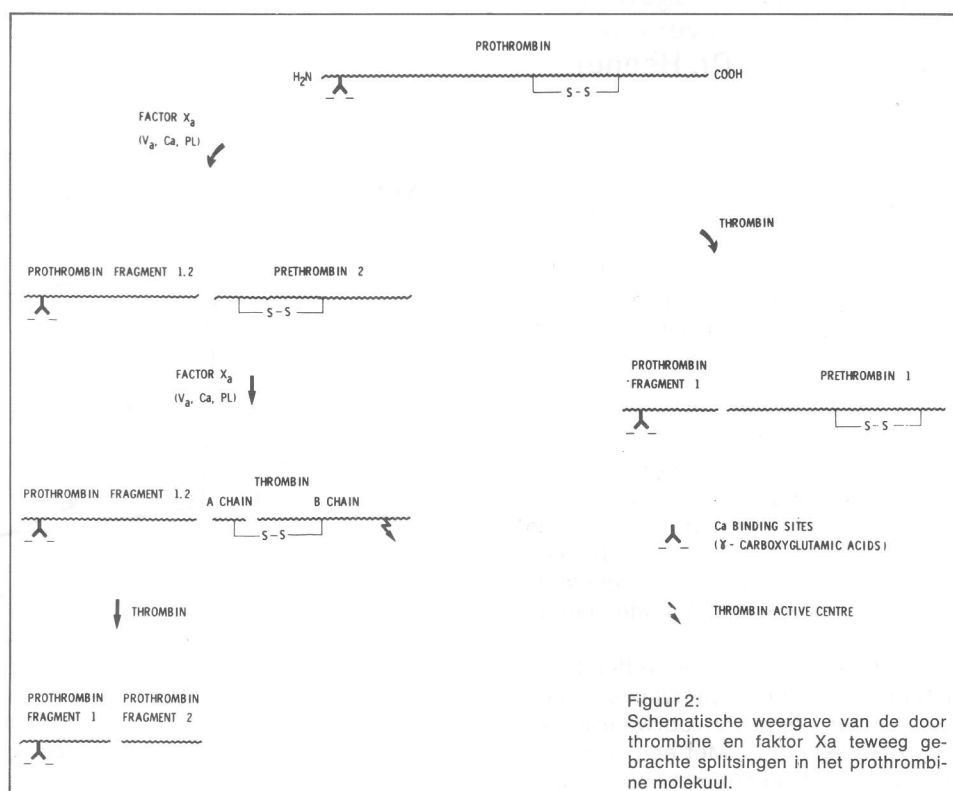 PROTHROMBIN
H₂N
COOH
S-S
FACTOR Xₐ
(Vₐ, Ca, PL)
THROMBIN
PROTHROMBIN FRAGMENT 1.2
PRETHROMBIN 2
S-S
FACTOR Xₐ
(Vₐ, Ca, PL)
PROTHROMBIN
FRAGMENT 1
PRETHROMBIN 1
S-S
PROTHROMBIN FRAGMENT 1.2
THROMBIN
A CHAIN
B CHAIN
S-S
Ca BINDING SITES
(γ - CARBOXYGLUTAMIC ACIDS)
THROMBIN
THROMBIN ACTIVE CENTRE
PROTHROMBIN
FRAGMENT 1
PROTHROMBIN
FRAGMENT 2
Figuur 2:
Schematische weergave van de door
thrombine en faktor Xa teweeg ge-
brachte splitsingen in het prothrombi-
ne molekuul.